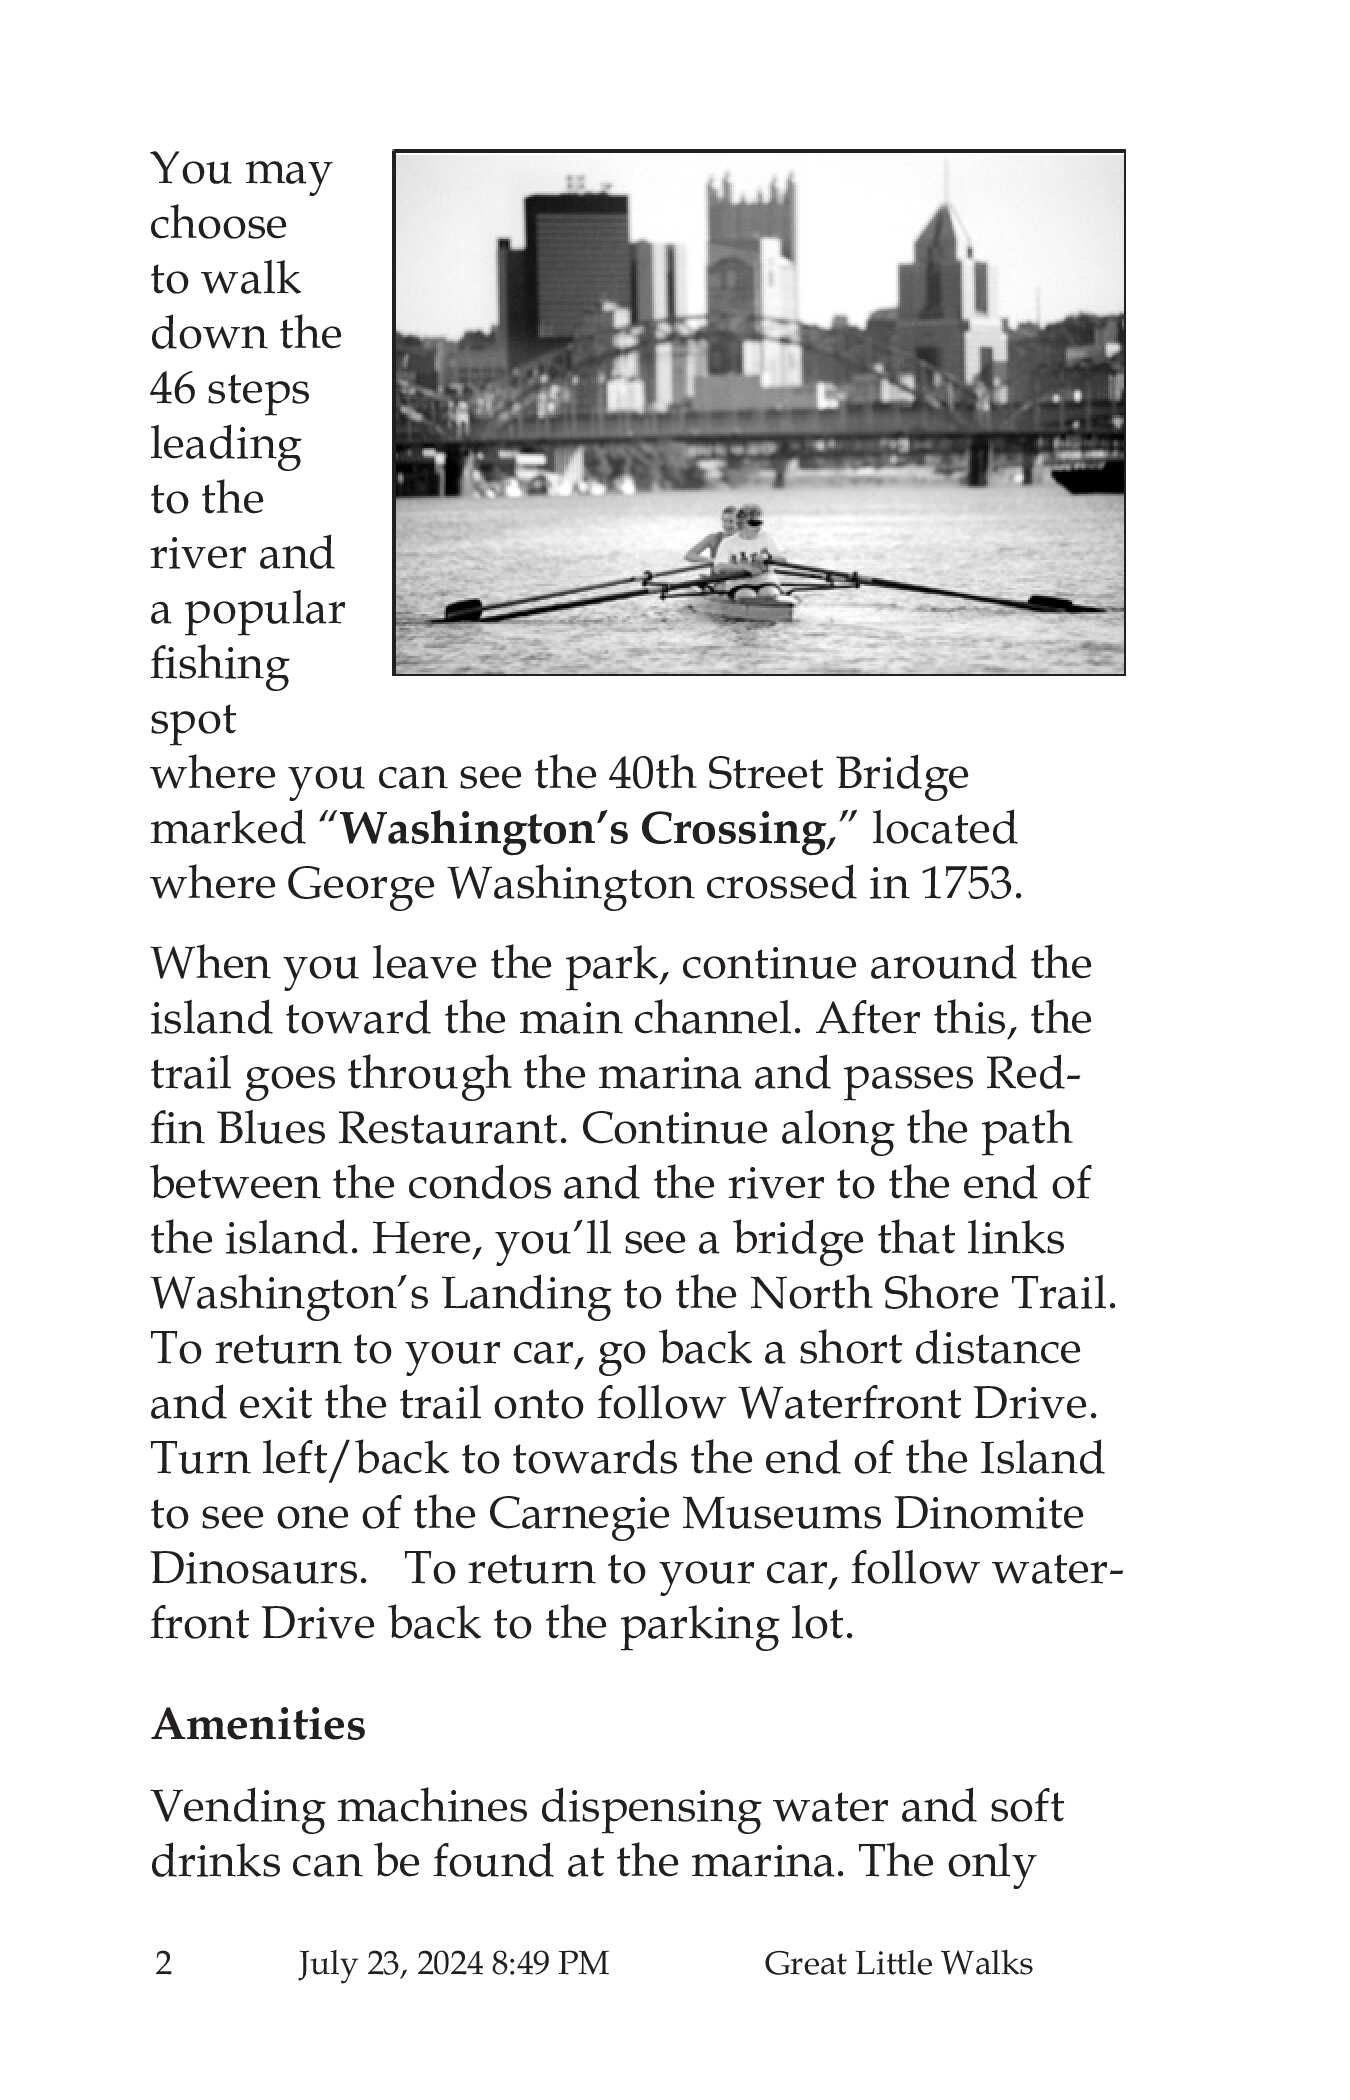 You may
choose
to walk
down the
46 steps
leading
to the
river and
a popular
fishing
spot
where you can see the 40th Street Bridge
marked “Washington’s Crossing,” located
where George Washington crossed in 1753.
When you leave the park, continue around the
island toward the main channel. After this, the
trail goes through the marina and passes Red-
fin Blues Restaurant. Continue along the path
between the condos and the river to the end of
the island. Here, you’ll see a bridge that links
Washington’s Landing to the North Shore Trail.
To return to your car, go back a short distance
and exit the trail onto follow Waterfront Drive.
Turn left/back to towards the end of the Island
to see one of the Carnegie Museums Dinomite
Dinosaurs.   To return to your car, follow water-
front Drive back to the parking lot.
Amenities
Vending machines dispensing water and soft
drinks can be found at the marina. The only
2 July 23, 2024 8:49 PM Great Little Walks